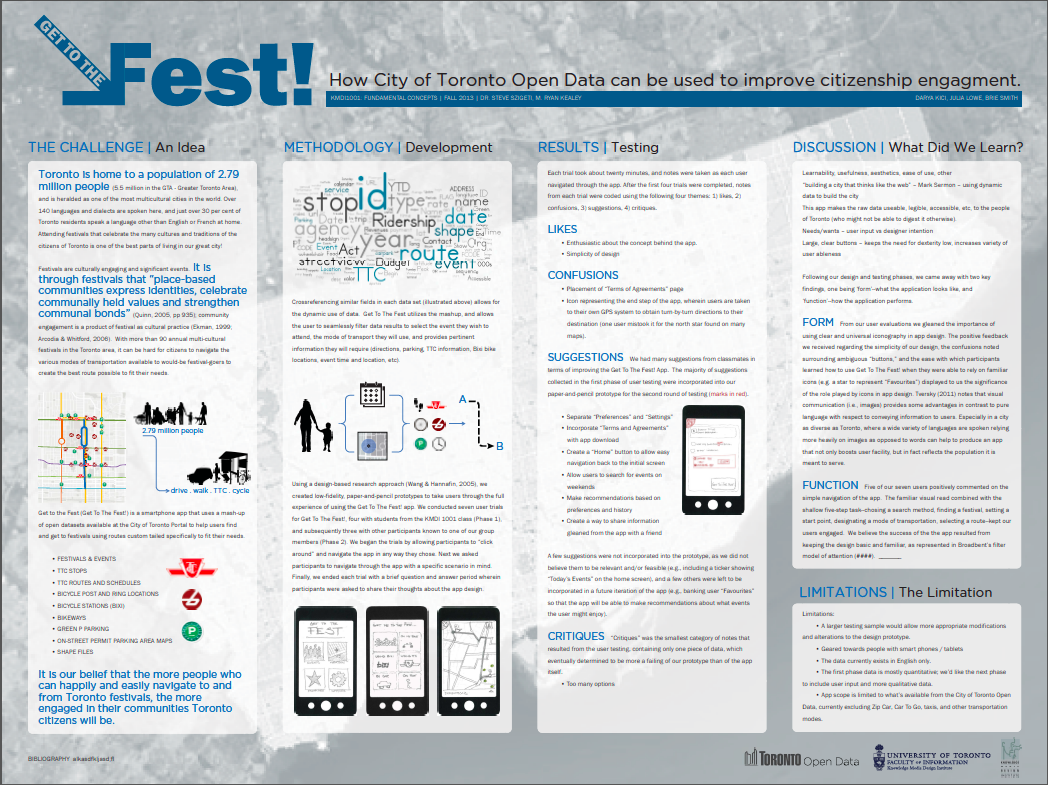 GET TO THE
Fest!
How City of Toronto Open Data can be used to improve citizenship engagment.
KMDI1001: FUNDAMENTAL CONCEPTS | FALL 2013 | DR. STEVE SZIGETI, M. RYAN KEALEY
DARYA KICI, JULIA LOWE, BRIE SMITH
THE CHALLENGE | An Idea
Toronto is home to a population of 2.79
million people (5.5 million in the GTA - Greater Toronto Area),
and is heralded as one of the most multicultural cities in the world. Over
140 languages and dialects are spoken here, and just over 30 per cent of
Toronto residents speak a language other than English or French at home.
Attending festivals that celebrate the many cultures and traditions of the
citizens of Toronto is one of the best parts of living in our great city!
Festivals are culturally engaging and significant events. It is
through festivals that "place-based
communities express identities, celebrate
communally held values and strengthen
communal bonds" (Quinn, 2005, pp 935); community
engagement is a product of festival as cultural practice (Ekman, 1999;
Arcodia & Whitford, 2006). With more than 90 annual multi-cultural
festivals in the Toronto area, it can be hard for citizens to navigate the
various modes of transportation available to would-be festival-goers to
create the best route possible to fit their needs.
2.79 million people
drive . walk . TTC . cycle
Get to the Fest (Get To The Fest!) is a smartphone app that uses a mash-up
of open datasets available at the City of Toronto Portal to help users find
and get to festivals using routes custom tailed specifically to fit their needs.
• FESTIVALS & EVENTS
• TTC STOPS
• TTC ROUTES AND SCHEDULES
• BICYCLE POST AND RING LOCATIONS
• BICYCLE STATIONS (BIXI)
• BIKEWAYS
• GREEN P PARKING
• ON-STREET PERMIT PARKING AREA MAPS
• SHAPE FILES
P
It is our belief that the more people who
can happily and easily navigate to and
from Toronto festivals, the more
engaged in their communities Toronto
citizens will be.
METHODOLOGY | Development
calendar
service
stop
id
YTD
type
ADDRESS
name
Parking
agency
Ridership
date
shape
End
time
CODE
headsign
Event
Act
year
Contact
Org
Location
Budget
route
event
000s
color
TTC
Accessible
Crossreferencing similar fields in each data set (illustrated above) allows for
the dynamic use of data. Get To The Fest utilizes the mashup, and allows
the user to seamlessly filter data results to select the event they wish to
attend, the mode of transport they will use, and provides pertinent
information they will require (directions, parking, TTC information, Bixi bike
locations, event time and location, etc).
A
B
P
Using a design-based research approach (Wang & Hannafin, 2005), we
created low-fidelity, paper-and-pencil prototypes to take users through the full
experience of using the Get To The Fest! app. We conducted seven user trials
for Get To The Fest!, four with students from the KMDI 1001 class (Phase 1),
and subsequently three with other participants known to one of our group
members (Phase 2). We began the trials by allowing participants to "click
around" and navigate the app in any way they chose. Next we asked
participants to navigate through the app with a specific scenario in mind.
Finally, we ended each trial with a brief question and answer period wherein
participants were asked to share their thoughts about the app design.
FEST
RESULTS | Testing
Each trial took about twenty minutes, and notes were taken as each user
navigated through the app. After the first four trials were completed, notes
from each trial were coded using the following four themes: 1) likes, 2)
confusions, 3) suggestions, 4) critiques.
LIKES
• Enthusiastic about the concept behind the app.
• Simplicity of design
CONFUSIONS
• Placement of "Terms of Agreements" page
• Icon representing the end step of the app, wherein users are taken
to their own GPS system to obtain turn-by-turn directions to their
destination (one user mistook it for the north star found on many
maps).
SUGGESTIONS We had many suggestions from classmates in
terms of improving the Get To The Fest! App. The majority of suggestions
collected in the first phase of user testing were incorporated into our
paper-and-pencil prototype for the second round of testing (marks in red).
• Separate "Preferences" and "Settings"
• Incorporate "Terms and Agreements"
with app download
• Create a "Home" button to allow easy
navigation back to the initial screen
• Allow users to search for events on
weekends
• Make recommendations based on
preferences and history
• Create a way to share information
gleaned from the app with a friend
A few suggestions were not incorporated into the prototype, as we did not
believe them to be relevant and/or feasible (e.g., including a ticker showing
"Today's Events" on the home screen), and a few others were left to be
incorporated in a future iteration of the app (e.g., banking user "Favourites"
so that the app will be able to make recommendations about what events
the user might enjoy).
CRITIQUES "Critiques" was the smallest category of notes that
resulted from the user testing, containing only one piece of data, which
eventually determined to be more a failing of our prototype than of the app
itself.
• Too many options
DISCUSSION | What Did We Learn?
Learnability, usefulness, aesthetics, ease of use, other
"building a city that thinks like the web" – Mark Sermon – using dynamic
data to build the city
This app makes the raw data useable, legible, accessible, etc, to the people
of Toronto (who might not be able to digest it otherwise).
Needs/wants – user input vs designer intention
Large, clear buttons – keeps the need for dexterity low, increases variety of
user ableness
Following our design and testing phases, we came away with two key
findings, one being 'Form'–what the application looks like, and
'Function'–how the application performs.
FORM From our user evaluations we gleaned the importance of
using clear and universal iconography in app design. The positive feedback
we received regarding the simplicity of our design, the confusions noted
surrounding ambiguous "buttons," and the ease with which participants
learned how to use Get To The Fest! when they were able to rely on familiar
icons (e.g. a star to represent "Favourites") displayed to us the significance
of the role played by icons in app design. Tversky (2011) notes that visual
communication (i.e., images) provides some advantages in contrast to pure
language with respect to conveying information to users. Especially in a city
as diverse as Toronto, where a wide variety of languages are spoken relying
more heavily on images as opposed to words can help to produce an app
that not only boosts user facility, but in fact reflects the population it is
meant to serve.
FUNCTION Five of our seven users positively commented on the
simple navigation of the app. The familiar visual read combined with the
shallow five-step task–chosing a search method, finding a festival, setting a
start point, designating a mode of transportation, selecting a route–kept our
users engaged. We believe the success of the the app resulted from
keeping the design basic and familiar, as represented in Broadbent's filter
model of attention (####). ______
LIMITATIONS | The Limitation
Limitations:
• A larger testing sample would allow more appropriate modifications
and alterations to the design prototype.
• Geared towards people with smart phones / tablets
• The data currently exists in English only.
• The first phase data is mostly quantitative; we'd like the next phase
to include user input and more qualitative data.
• App scope is limited to what's available from the City of Toronto Open
Data, currently excluding Zip Car, Car To Go, taxis, and other transportation
modes.
BIBLIOGRAPHY alkasdfkijasd.fl
TORONTO Open Data
UNIVERSITY OF TORONTO
FACULTY OF INFORMATION
Knowledge Media Design Institute